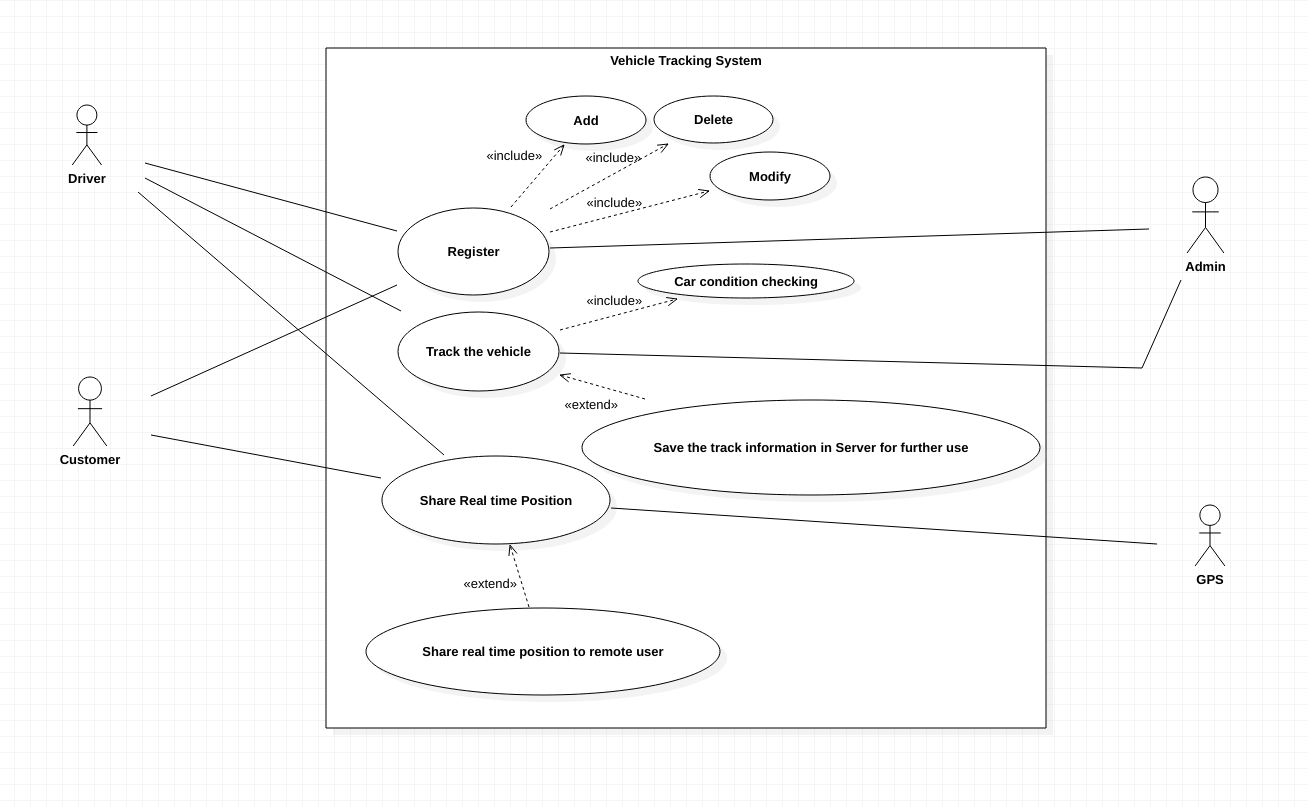 Vehicle Tracking System
Add
Delete
«include»
«include»
Modify
Driver
«include»
Register
Admin
Car condition checking
«include»
Track the vehicle
«extend»
Save the track information in Server for further use
Customer
Share Real time Position
GPS
«extend»
Share real time position to remote user